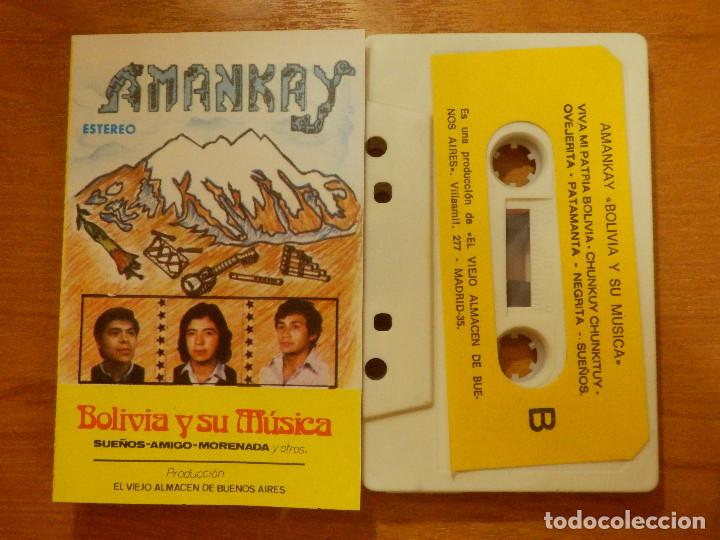 AMANKAY
ESTEREO
Bolivia y su Música
SUEÑOS-AMIGO-MORENADA y otros.
Producción
EL VIEJO ALMACEN DE BUENOS AIRES
AMANKAY «BOLIVIA Y SU MUSICA»
VIVA MI PATRIA BOLIVIA - CHUNKUY CHUNKITUY -
OVEJERITA - PATAMANTA - NEGRITA - SUEÑOS.
B
Es una producción de «EL VIEJO ALMACEN DE BUE-
NOS AIRES». Villaamil, 277 - MADRID-35.
todocoleccion.net